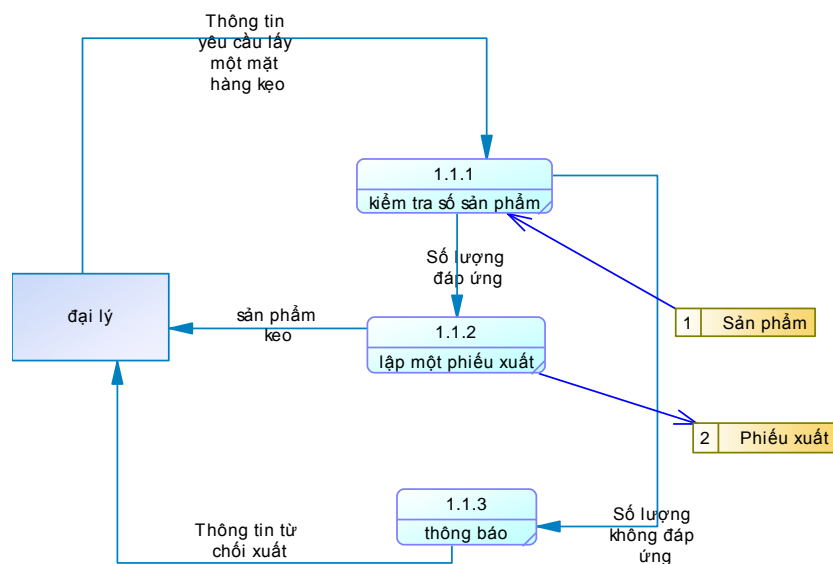 Thông tin
yêu cầu lấy
một mặt
hàng kẹo
1.1.1
kiểm tra số sản phẩm
Số lượng
đáp ứng
đại lý
sản phẩm
keo
1.1.2
lập một phiếu xuất
1 Sản phẩm
2 Phiếu xuất
1.1.3
thông báo
Thông tin từ
chối xuất
Số lượng
không đáp
ứng